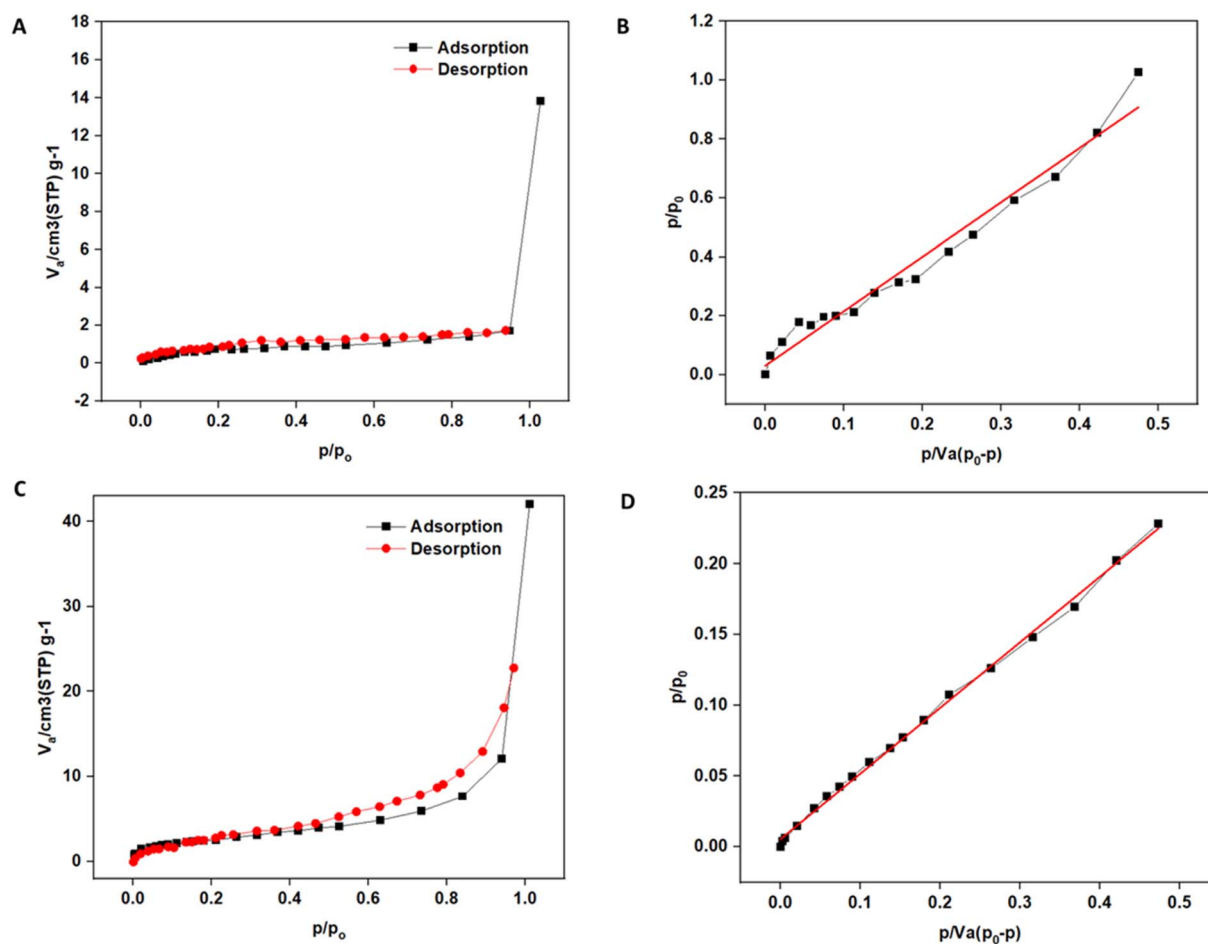 A
18
16
14
12
10
8
6
4
2
0
-2
Va/cm3(STP) g-1
Adsorption
Desorption
0.0 0.2 0.4 0.6 0.8 1.0
p/po
B
1.2
1.0
0.8
0.6
0.4
0.2
0.0
p/p0
0.0 0.1 0.2 0.3 0.4 0.5
p/Va(p0-p)
C
40
30
20
10
0
Va/cm3(STP) g-1
Adsorption
Desorption
0.0 0.2 0.4 0.6 0.8 1.0
p/po
D
0.25
0.20
0.15
0.10
0.05
0.00
p/p0
0.0 0.1 0.2 0.3 0.4 0.5
p/Va(p0-p)